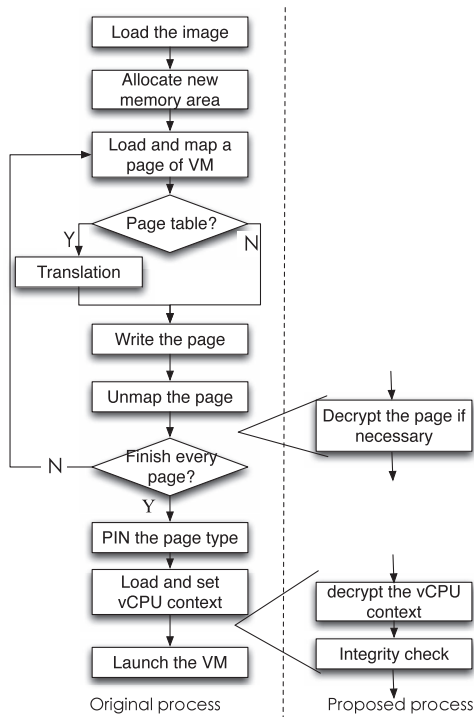 Load the image
Allocate new
memory area
Load and map a
page of VM
Page table?
Y
N
Translation
Write the page
Unmap the page
Finish every
page?
N
Y
PIN the page type
Load and set
vCPU context
Launch the VM
Original process
Decrypt the page if
necessary
decrypt the vCPU
context
Integrity check
Proposed process